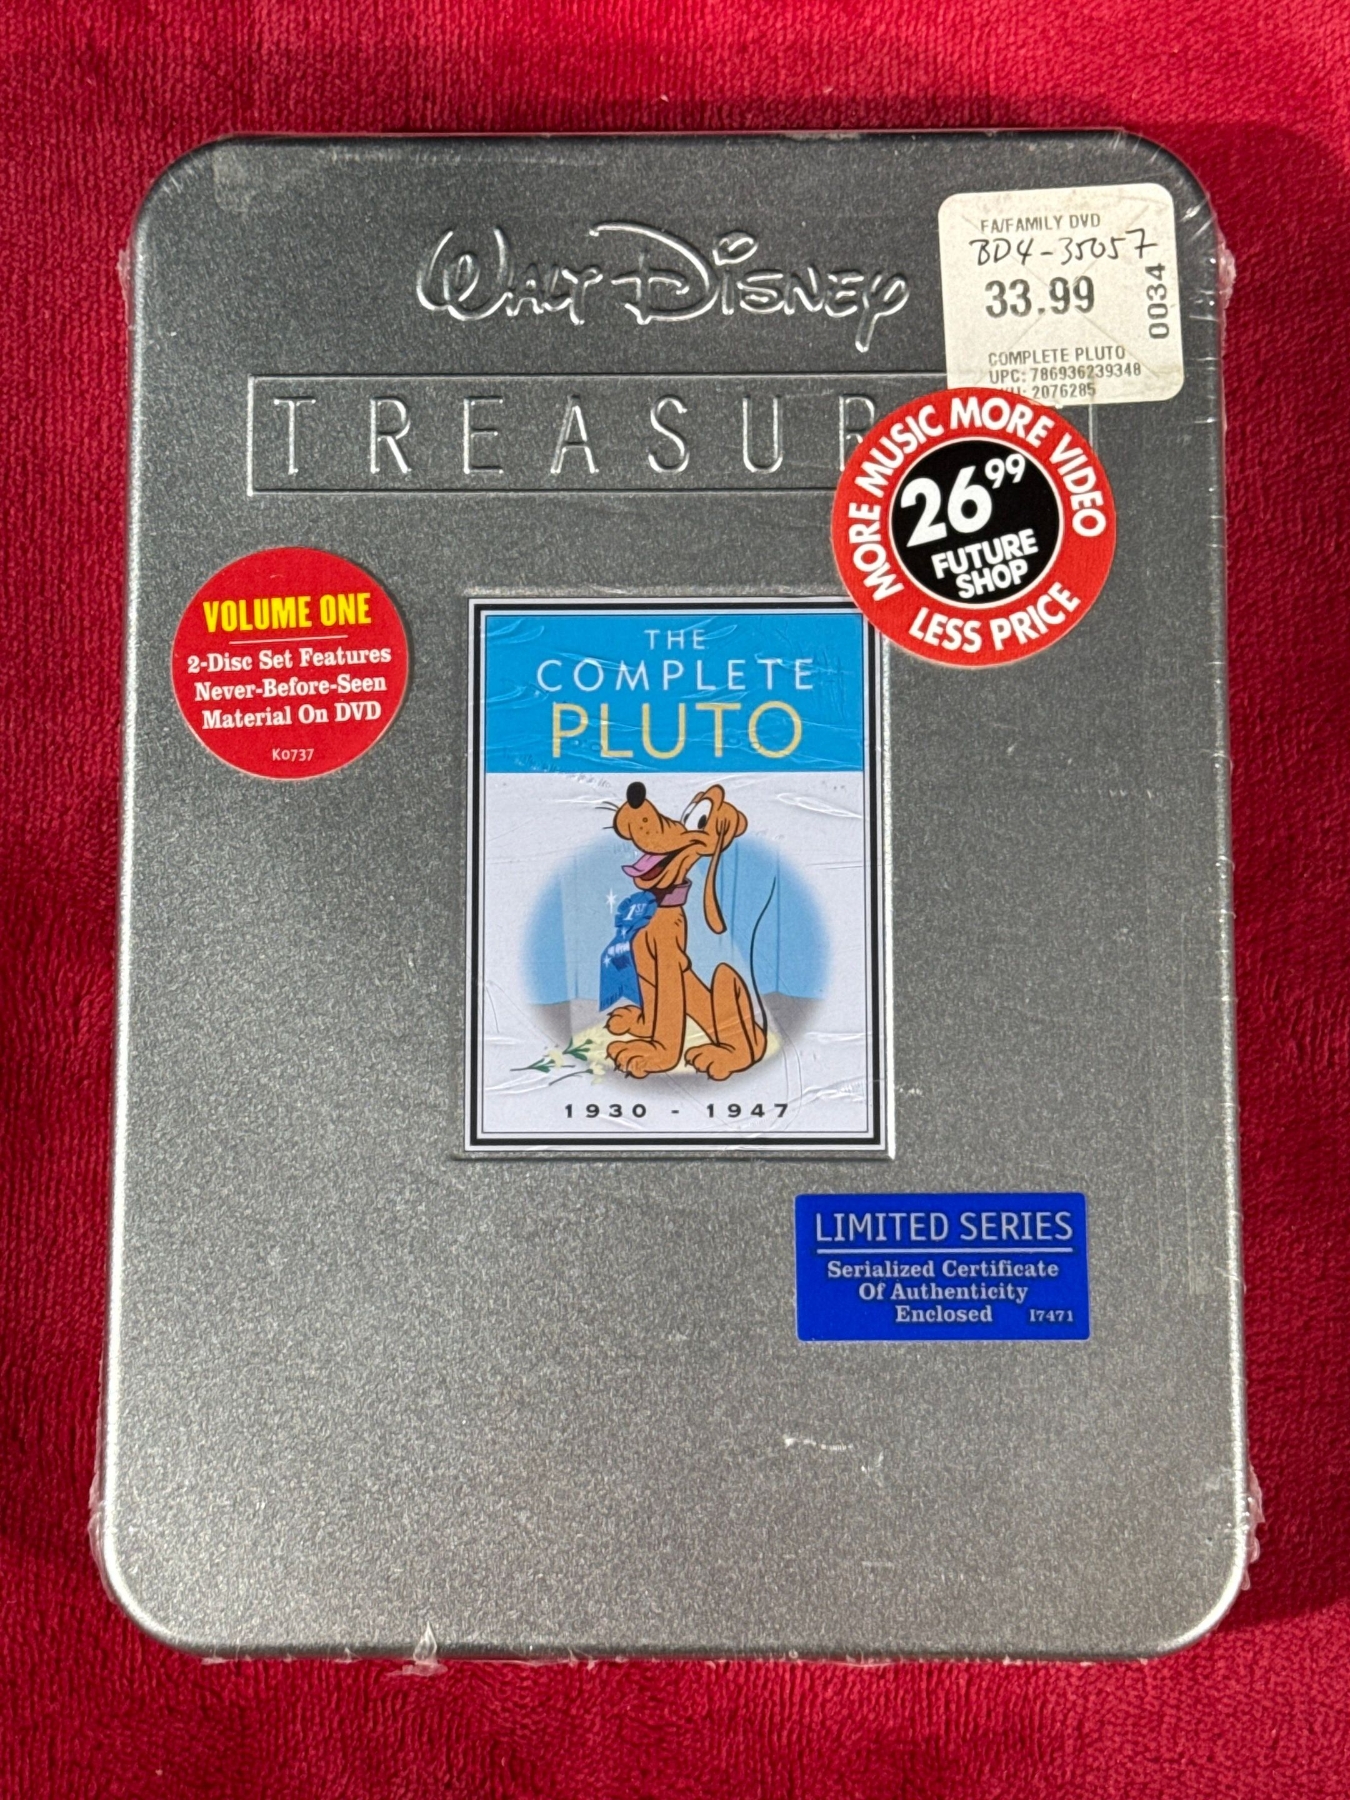 WALT DISNEY
TREASUR
FA/FAMILY DVD
BD4-35057
33.99
0034
COMPLETE PLUTO
UPC: 786936239348
2076285
MORE MUSIC MORE VIDEO
26.99
FUTURE
SHOP
LESS PRICE
VOLUME ONE
2-Disc Set Features
Never-Before-Seen
Material On DVD
K0737
THE
COMPLETE
PLUTO
1ST
1930 - 1947
LIMITED SERIES
Serialized Certificate
Of Authenticity
Enclosed I7471